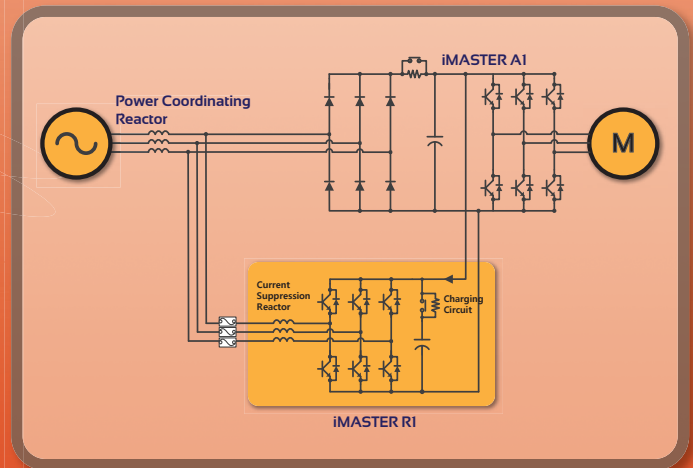 iMASTER A1
Power Coordinating
Reactor
M
Current
Suppression
Reactor
Charging
Circuit
iMASTER R1